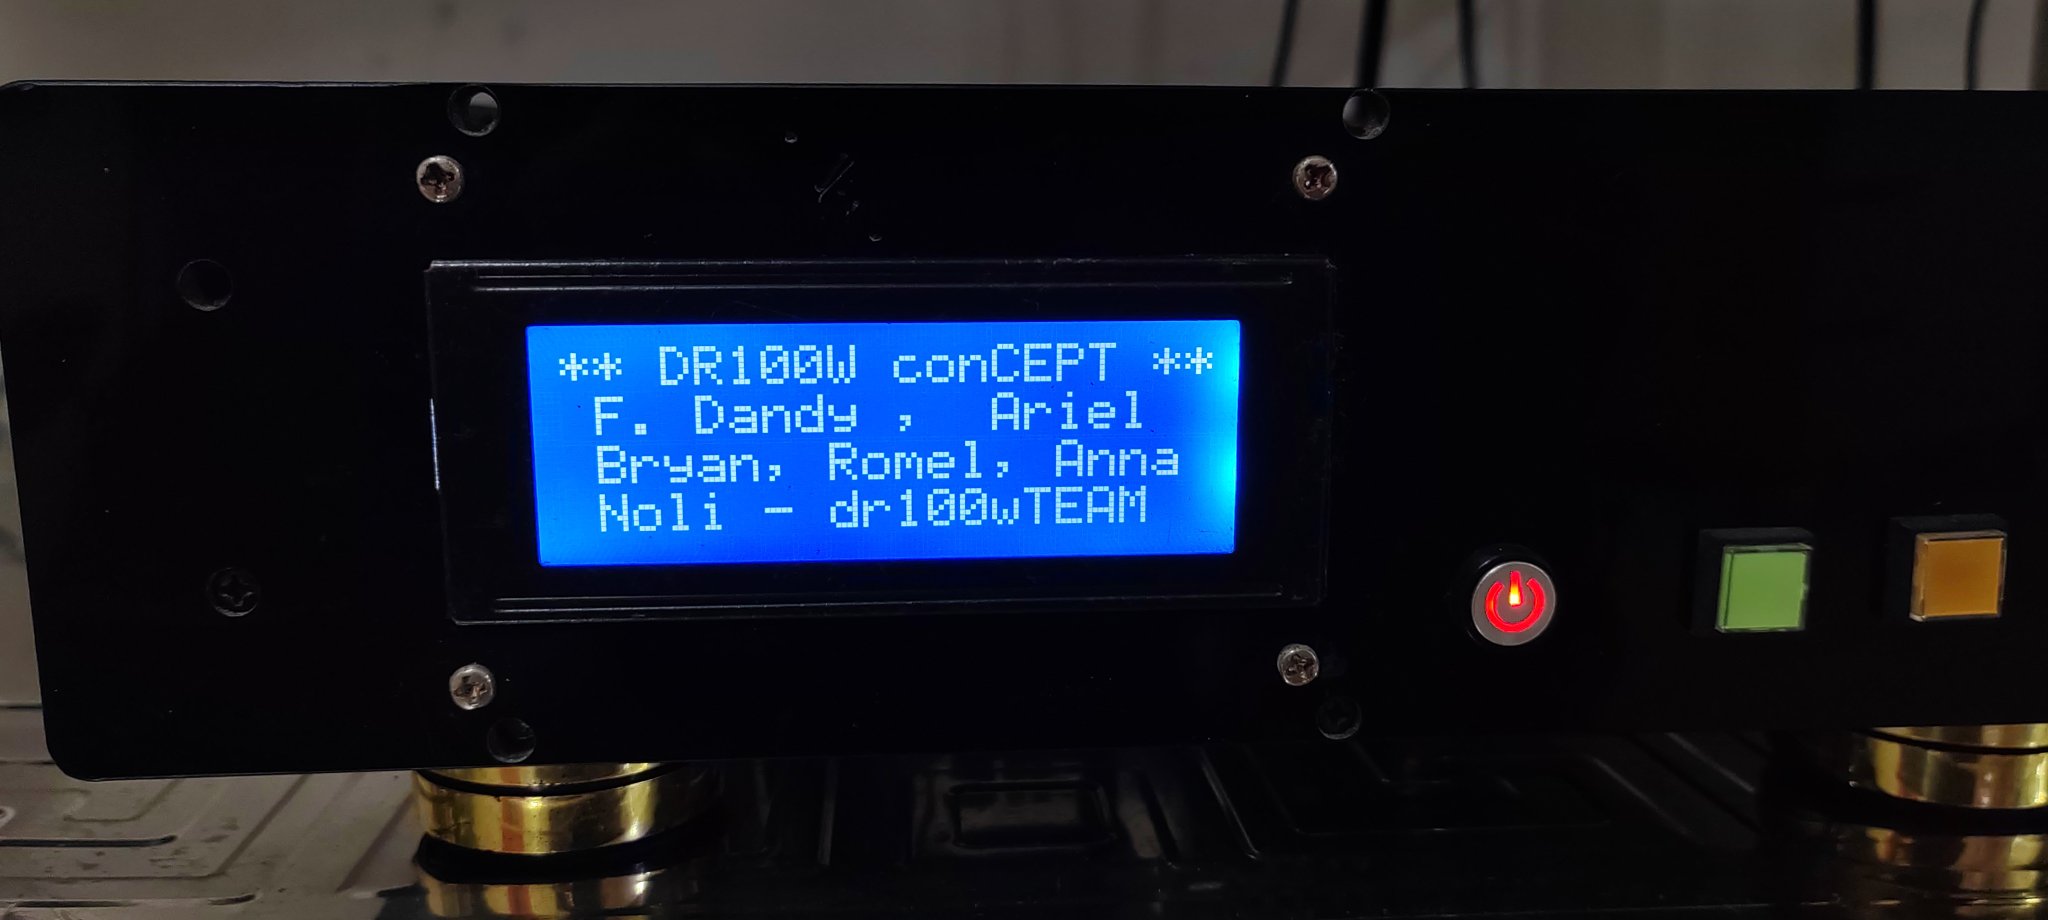 ** DR100W conCEPT **
F. Dandy , Ariel
Bryan, Romel, Anna
Noli - dr100wTEAM